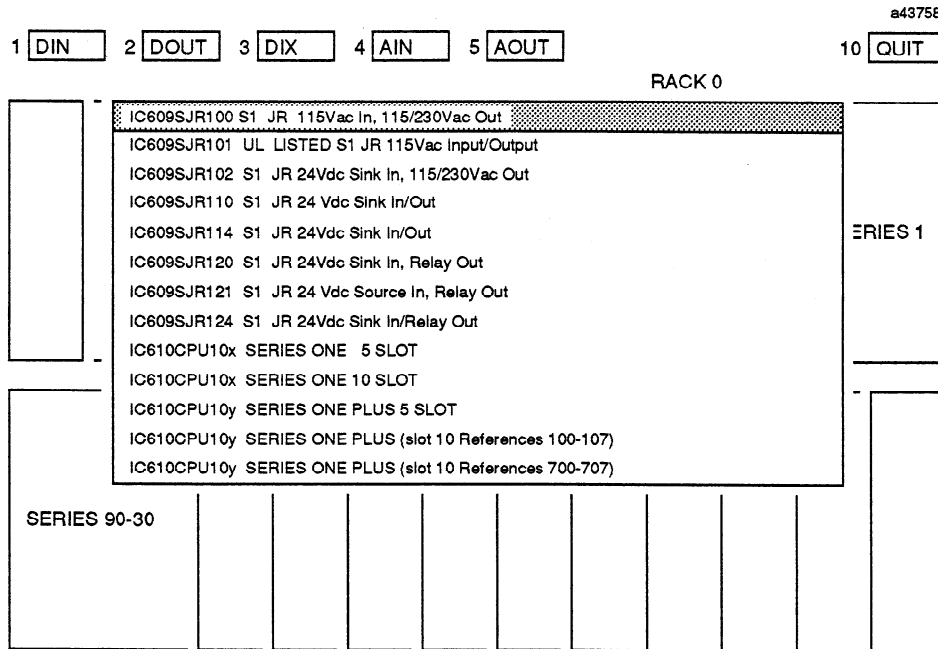 a43758
1 DIN 2 DOUT 3 DIX 4 AIN 5 AOUT 10 QUIT
RACK 0
IC609SJR100 S1 JR 115Vac In, 115/230Vac Out
IC609SJR101 UL LISTED S1 JR 115Vac Input/Output
IC609SJR102 S1 JR 24Vdc Sink In, 115/230Vac Out
IC609SJR110 S1 JR 24 Vdc Sink In/Out
IC609SJR114 S1 JR 24Vdc Sink In/Out
IC609SJR120 S1 JR 24Vdc Sink In, Relay Out
IC609SJR121 S1 JR 24 Vdc Source In, Relay Out
IC609SJR124 S1 JR 24Vdc Sink In/Relay Out
IC610CPU10x SERIES ONE 5 SLOT
IC610CPU10x SERIES ONE 10 SLOT
IC610CPU10y SERIES ONE PLUS 5 SLOT
IC610CPU10y SERIES ONE PLUS (slot 10 References 100-107)
IC610CPU10y SERIES ONE PLUS (slot 10 References 700-707)
ERIES 1
SERIES 90-30